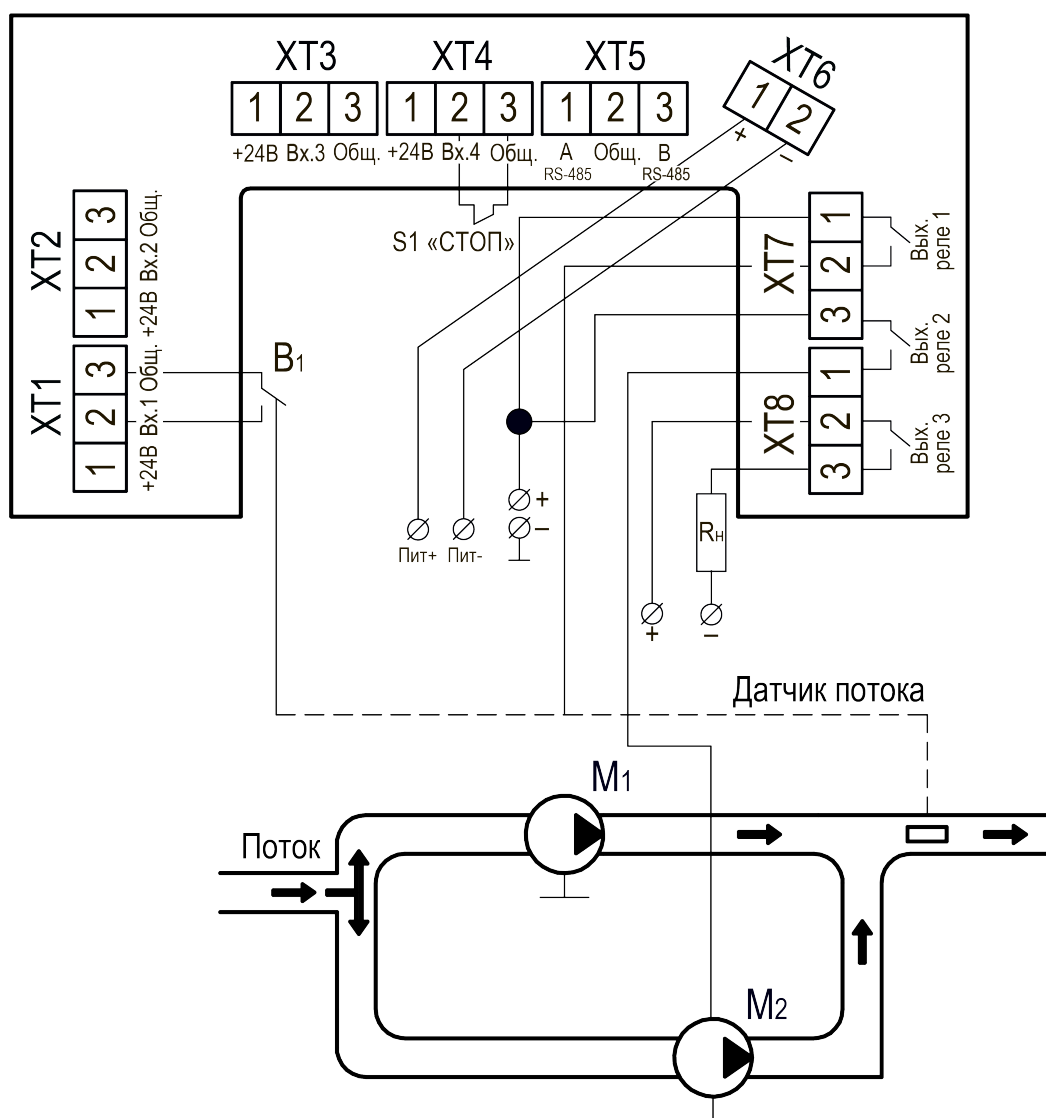 XT3 XT4 XT5 XT6
1 2 3
1 2 3
1 2 3
1 2
+24В Вх.3 Общ.
+24В Вх.4 Общ.
A Общ. B
RS-485 RS-485
+ –
S1 «СТОП»
XT2
3 2 1
+24В Вх.2 Общ.
XT1
3 2 1
+24В Вх.1 Общ.
B1
XT7
1 2 3
XT8
1 2 3
Вых.
реле 1
Вых.
реле 2
Вых.
реле 3
+
–
Пит+ Пит-
Rн
+ –
Датчик потока
M1
Поток
M2